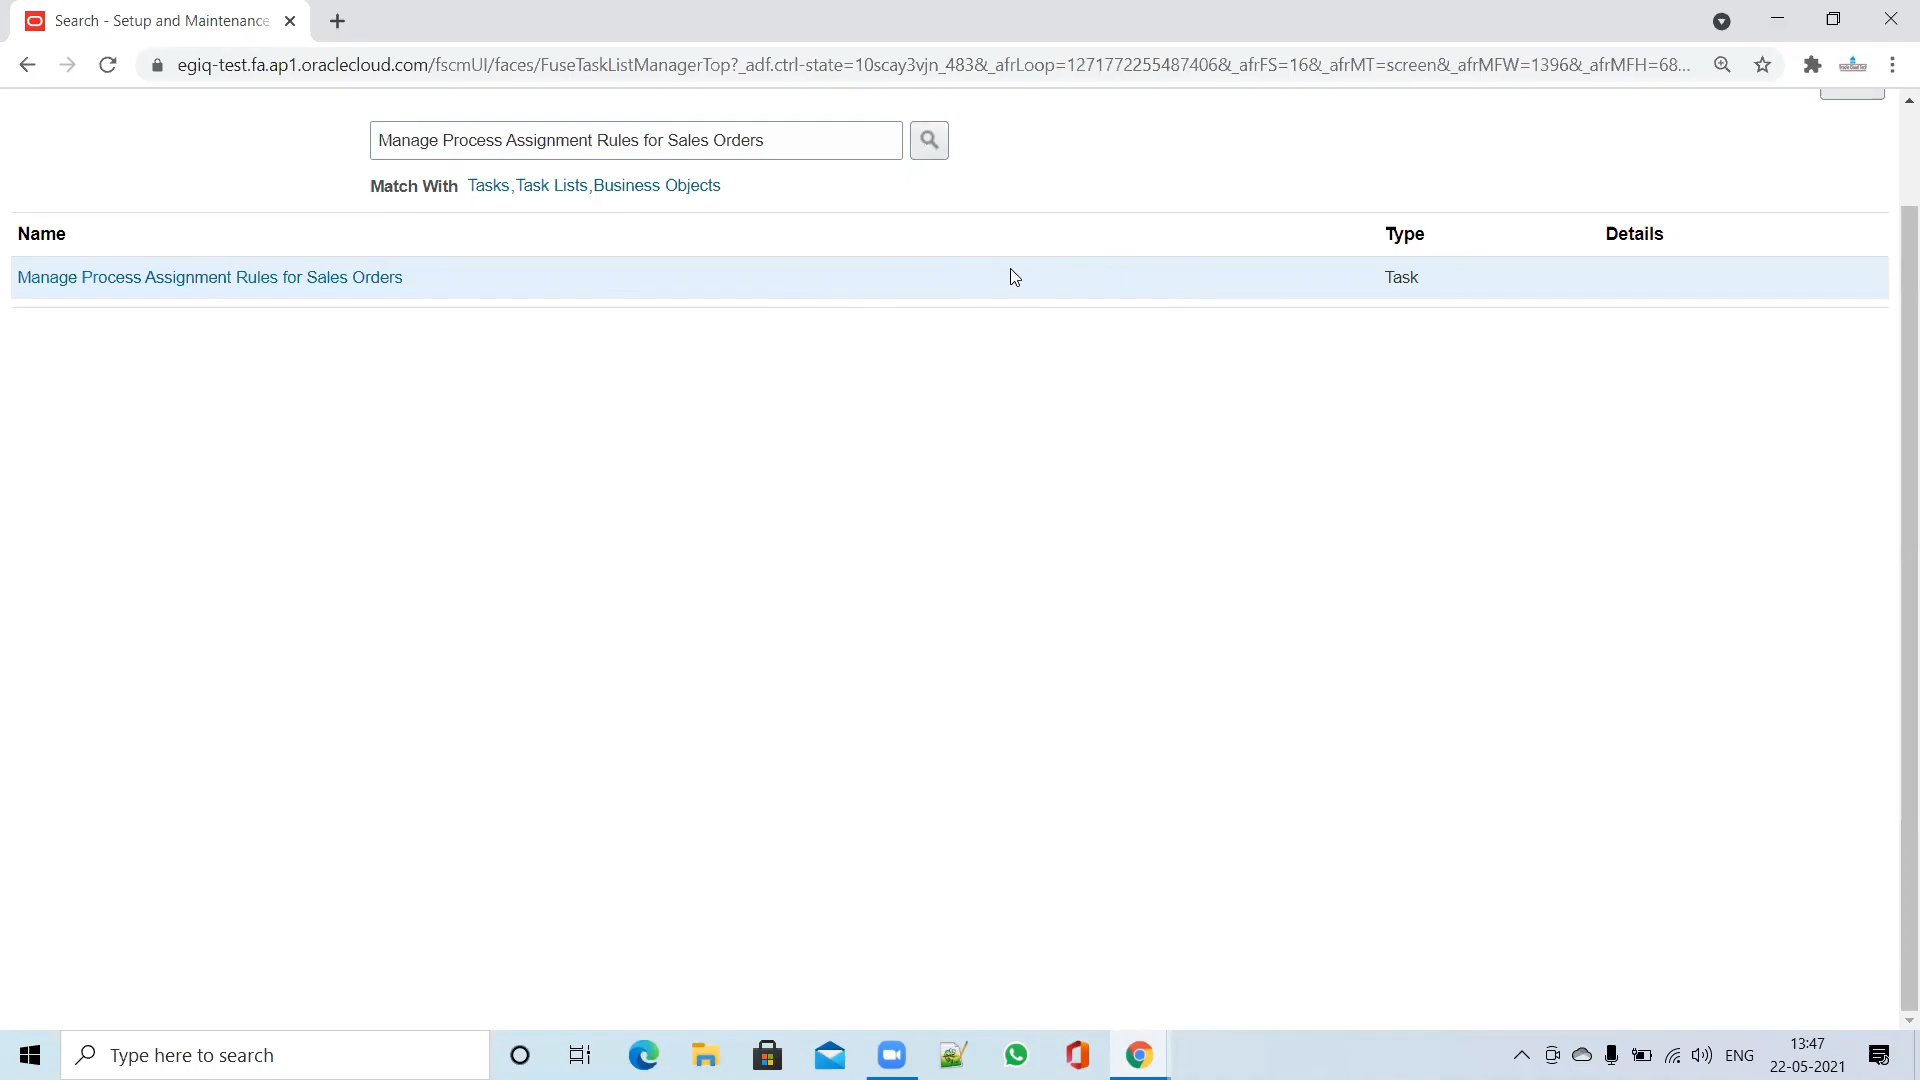 Search - Setup and Maintenance
egiq-test.fa.ap1.oraclecloud.com/fscmUI/faces/FuseTaskListManagerTop?_adf.ctrl-state=10scay3vjn_483&_afrLoop=1271772255487406&_afrFS=16&_afrMT=screen&_afrMFW=1396&_afrMFH=68...
Manage Process Assignment Rules for Sales Orders
Match With Tasks,Task Lists,Business Objects
Name Type Details
Manage Process Assignment Rules for Sales Orders Task
Type here to search
ENG
13:47
22-05-2021